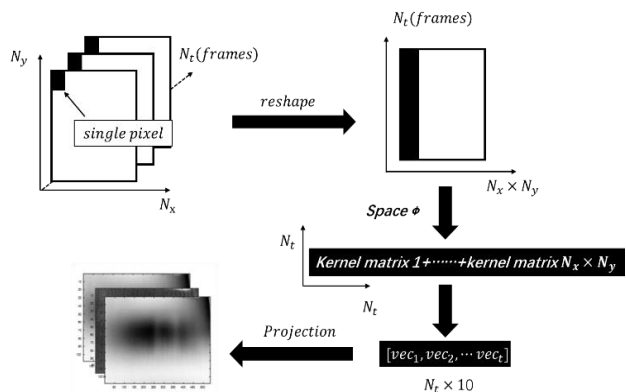 N_y
N_t(frames)
single pixel
N_x
reshape
N_t(frames)
N_x × N_y
Space ϕ
N_t
Kernel matrix 1+······+kernel matrix N_x × N_y
N_t
Projection
[vec_1, vec_2, ⋯ vec_t]
N_t × 10